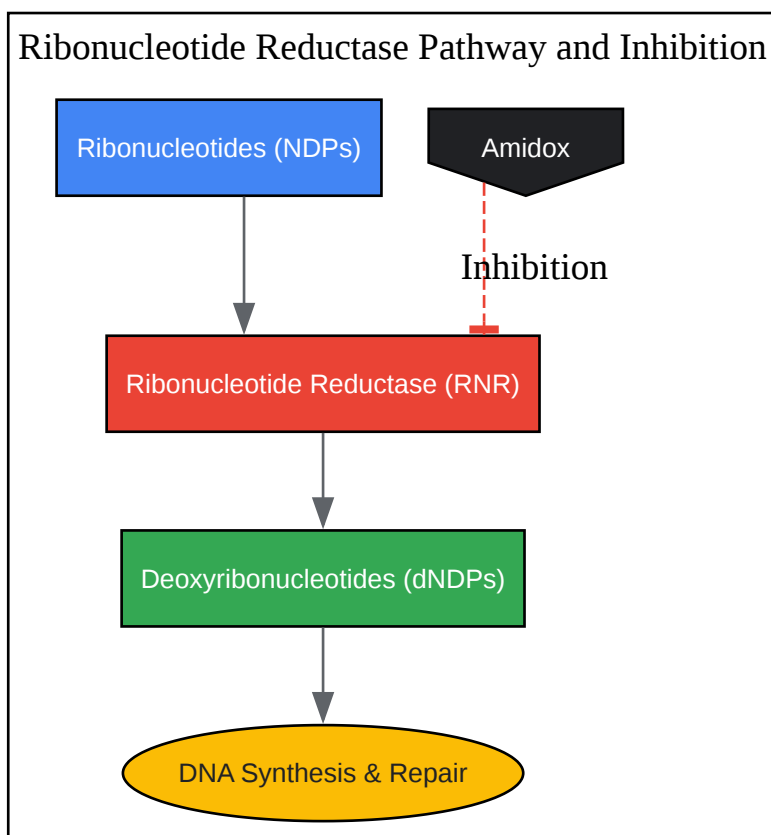 Ribonucleotide Reductase Pathway and Inhibition
Ribonucleotides (NDPs)
Amidox
Inhibition
Ribonucleotide Reductase (RNR)
Deoxyribonucleotides (dNDPs)
DNA Synthesis & Repair